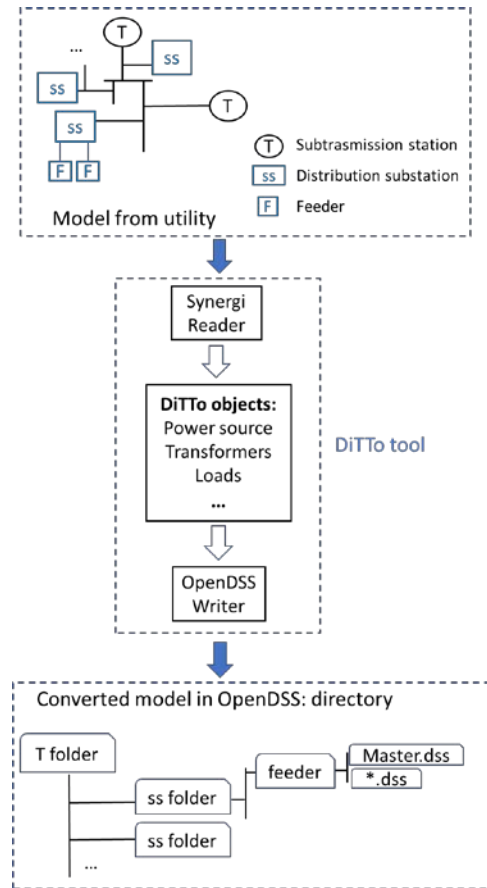 T
...
ss
ss
T
ss
F F
T Subtrasmission station
ss Distribution substation
F Feeder
Model from utility
Synergi
Reader
DiTTo objects:
Power source
Transformers
Loads
...
DiTTo tool
OpenDSS
Writer
Converted model in OpenDSS: directory
T folder
feeder
Master.dss
*.dss
ss folder
ss folder
...